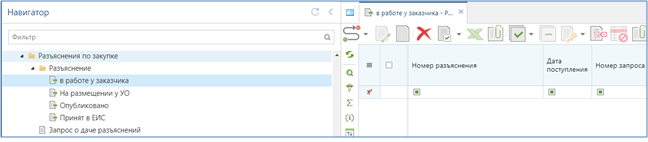 Навигатор
Фильтр
Разъяснения по закупке
Разъяснение
в работе у заказчика
На размещении у УО
Опубликовано
Принят в ЕИС
Запрос о даче разъяснений
в работе у заказчика - Р...
Номер разъяснения
Дата поступления
Номер запроса